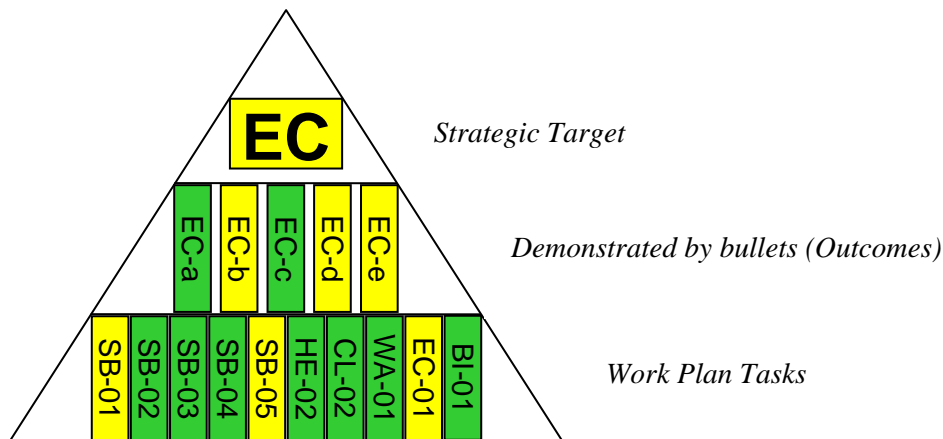 EC
Strategic Target
EC-a
EC-b
EC-c
EC-d
EC-e
Demonstrated by bullets (Outcomes)
SB-01
SB-02
SB-03
SB-04
SB-05
HE-02
CL-02
WA-01
EC-01
BI-01
Work Plan Tasks